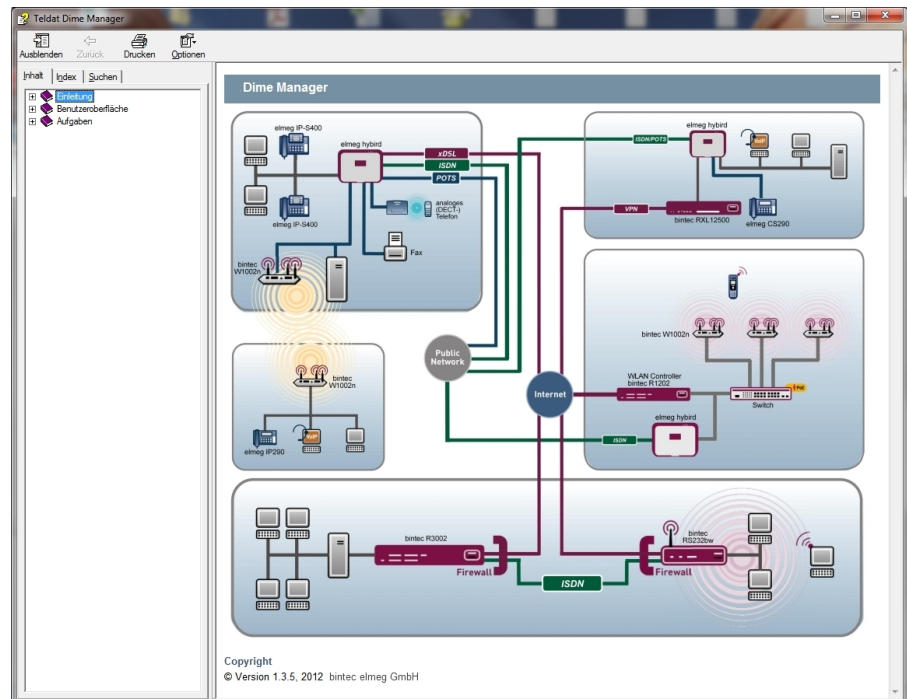 Teldat Dime Manager
Ausblenden
Zurück
Drucken
Optionen
Inhalt
Index
Suchen
Einleitung
Benutzeroberfläche
Aufgaben
Dime Manager
elmeg IP-S400
elmeg hybird
xDSL
ISDN
POTS
analoges
(DECT-)
Telefon
elmeg IP-S400
Fax
bintec
W1002n
elmeg hybird
ISDN/POTS
VoIP
VPN
bintec RXL12500
elmeg CS290
bintec W1002n
Public
Network
Internet
WLAN Controller
bintec R1202
PoE
Switch
elmeg hybird
ISDN
bintec
W1002n
elmeg IP290
VoIP
bintec R3002
Firewall
ISDN
bintec
RS232bw
Firewall
Copyright
© Version 1.3.5, 2012 bintec elmeg GmbH